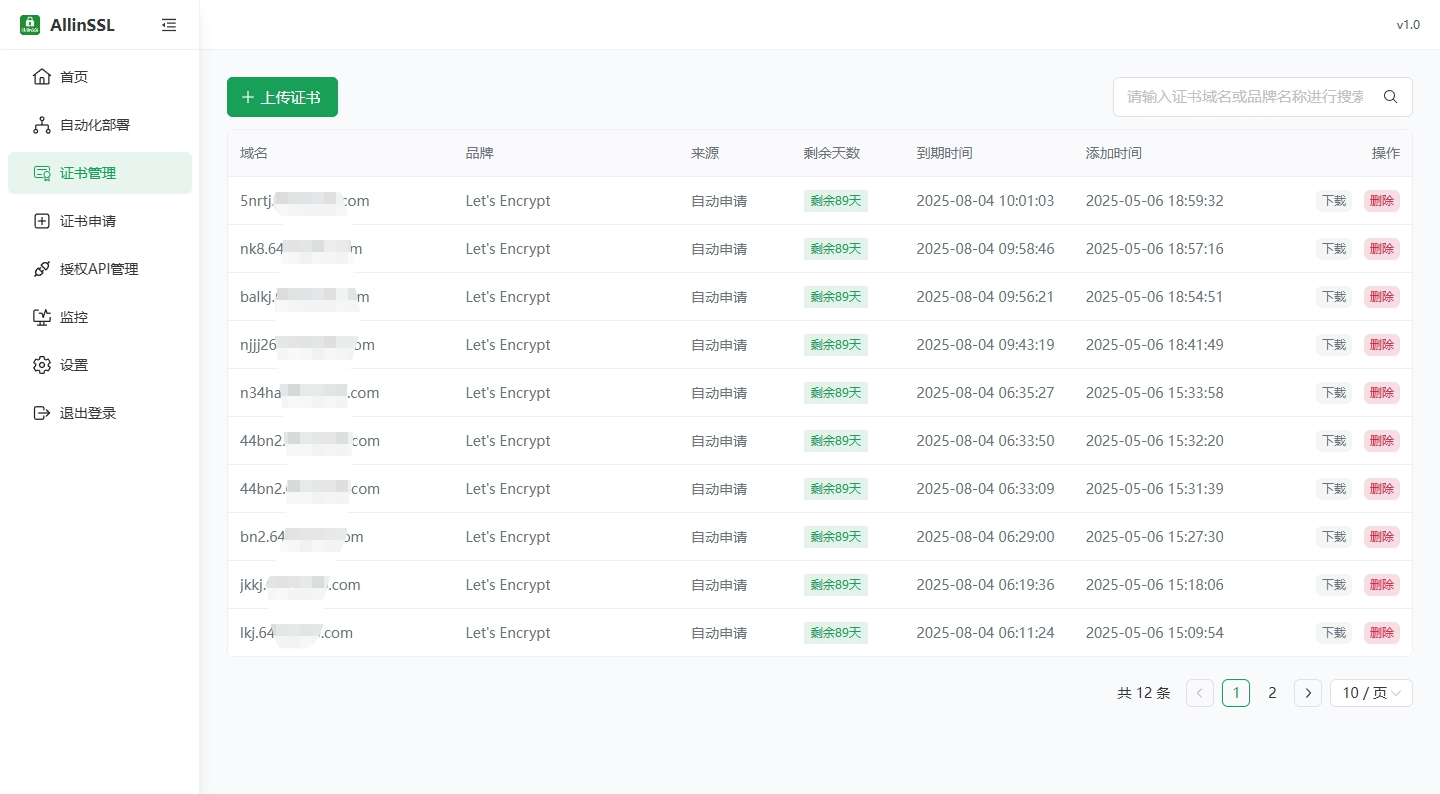 AllinSSL
v1.0
首页
自动化部署
证书管理
证书申请
授权API管理
监控
设置
退出登录
上传证书
请输入证书域名或品牌名称进行搜索
域名 品牌 来源 剩余天数 到期时间 添加时间 操作
5nrtj. com Let's Encrypt 自动申请 剩余89天 2025-08-04 10:01:03 2025-05-06 18:59:32 下载 删除
nk8.64 m Let's Encrypt 自动申请 剩余89天 2025-08-04 09:58:46 2025-05-06 18:57:16 下载 删除
balkj. m Let's Encrypt 自动申请 剩余89天 2025-08-04 09:56:21 2025-05-06 18:54:51 下载 删除
njjj26 om Let's Encrypt 自动申请 剩余89天 2025-08-04 09:43:19 2025-05-06 18:41:49 下载 删除
n34ha .com Let's Encrypt 自动申请 剩余89天 2025-08-04 06:35:27 2025-05-06 15:33:58 下载 删除
44bn2. com Let's Encrypt 自动申请 剩余89天 2025-08-04 06:33:50 2025-05-06 15:32:20 下载 删除
44bn2. com Let's Encrypt 自动申请 剩余89天 2025-08-04 06:33:09 2025-05-06 15:31:39 下载 删除
bn2.64 om Let's Encrypt 自动申请 剩余89天 2025-08-04 06:29:00 2025-05-06 15:27:30 下载 删除
jkkj. .com Let's Encrypt 自动申请 剩余89天 2025-08-04 06:19:36 2025-05-06 15:18:06 下载 删除
lkj.64 .com Let's Encrypt 自动申请 剩余89天 2025-08-04 06:11:24 2025-05-06 15:09:54 下载 删除
共 12 条 1 2 10 / 页